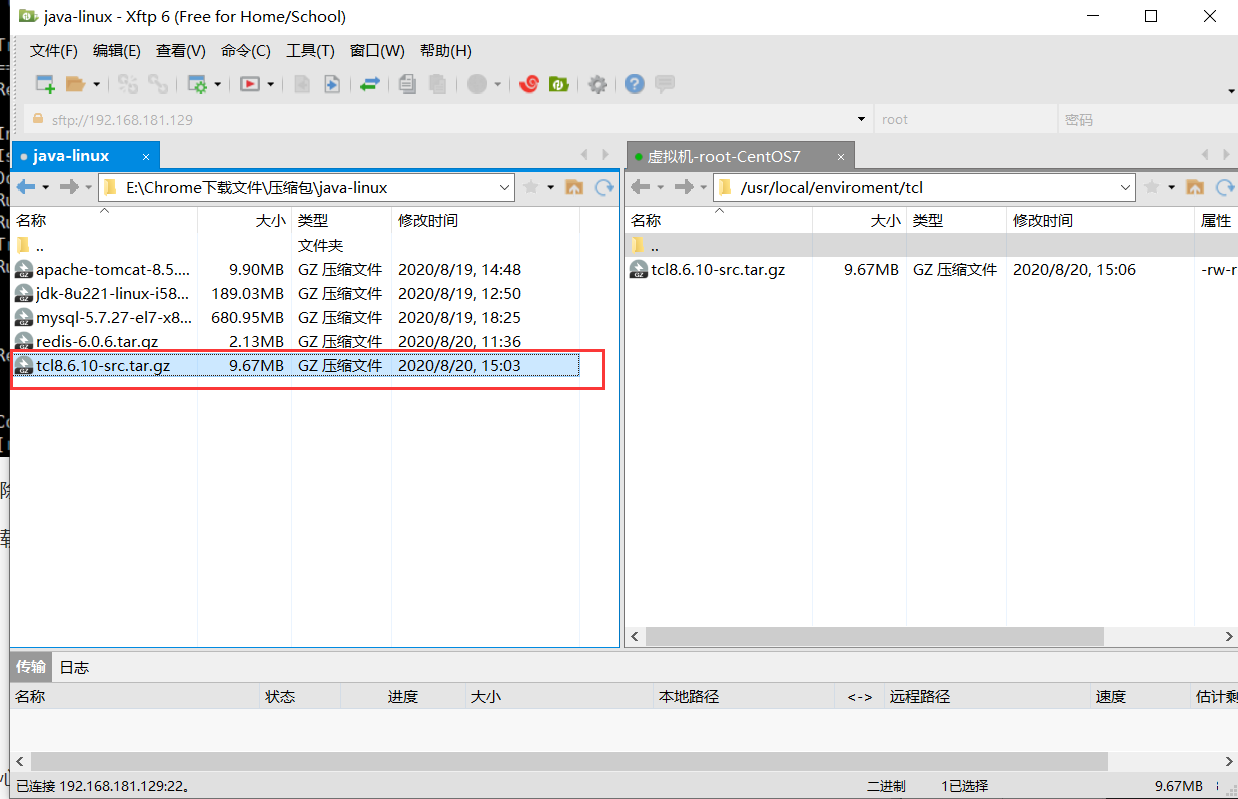 java-linux - Xftp 6 (Free for Home/School)
文件(F) 编辑(E) 查看(V) 命令(C) 工具(T) 窗口(W) 帮助(H)
sftp://192.168.181.129 root 密码
java-linux × 虚拟机-root-CentOS7 ×
E:\Chrome下载文件\压缩包\java-linux /usr/local/enviroment/tcl
名称 大小 类型 修改时间 名称 大小 类型 修改时间 属性
.. 文件夹 ..
apache-tomcat-8.5.... 9.90MB GZ 压缩文件 2020/8/19, 14:48 tcl8.6.10-src.tar.gz 9.67MB GZ 压缩文件 2020/8/20, 15:06 -rw-r
jdk-8u221-linux-i58... 189.03MB GZ 压缩文件 2020/8/19, 12:50
mysql-5.7.27-el7-x8... 680.95MB GZ 压缩文件 2020/8/19, 18:25
redis-6.0.6.tar.gz 2.13MB GZ 压缩文件 2020/8/20, 11:36
tcl8.6.10-src.tar.gz 9.67MB GZ 压缩文件 2020/8/20, 15:03
传输 日志
名称 状态 进度 大小 本地路径 <-> 远程路径 速度 估计剩
已连接 192.168.181.129:22。 二进制 1已选择 9.67MB